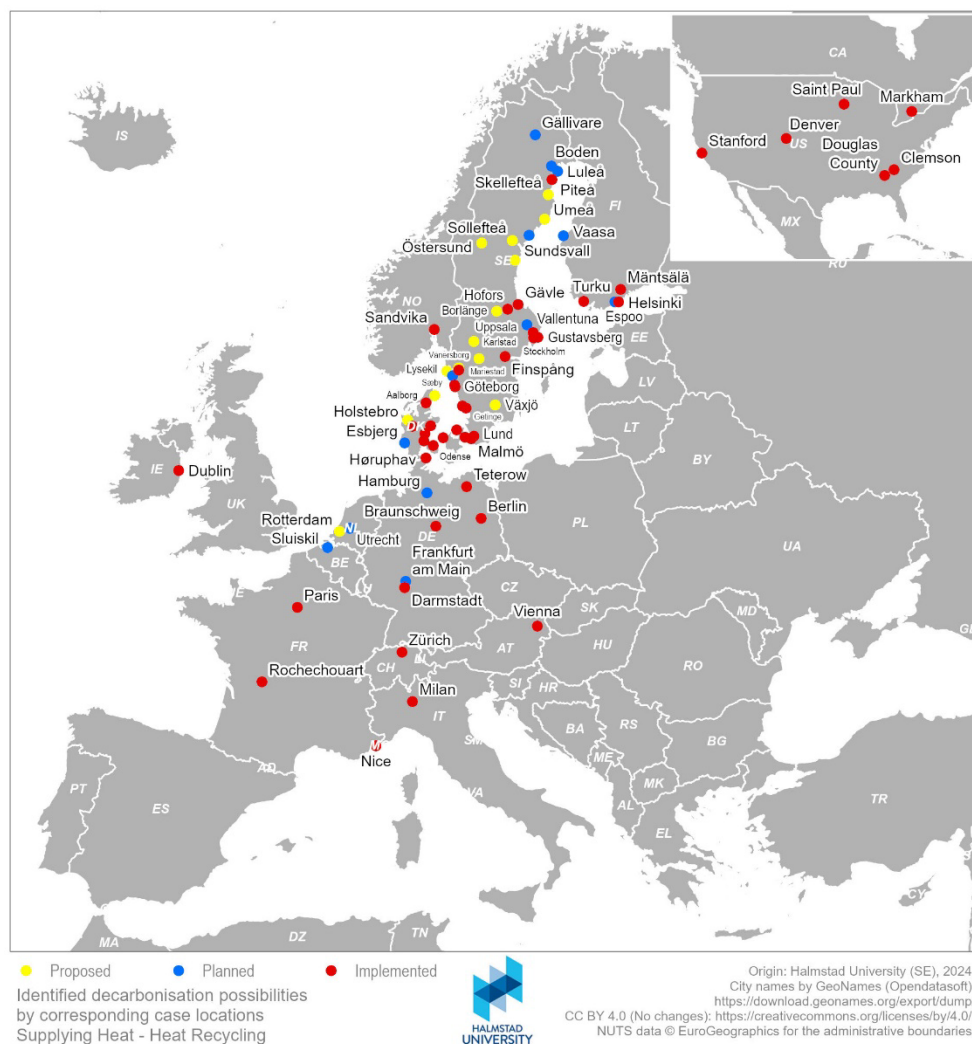 IS
CA
Saint Paul
Markham
Denver
US
Stanford
Douglas
County
Clemson
MX
RU
Gällivare
Boden
Luleå
Skellefteå
Piteå
FI
Umeå
Sollefteå
Vaasa
Östersund
Sundsvall
SE
Mäntsälä
Gävle
Turku
Hofors
Helsinki
NO
Borlänge
Vallentuna
Espoo
Sandvika
Uppsala
Gustavsberg
Karlstad
EE
Stockholm
Vanersborg
Lysekil
Mariestad
Finspång
LV
Sæby
Göteborg
Aalborg
Växjö
Holstebro
Getinge
LT
D
Esbjerg
Lund
IE
Dublin
Odense
Malmö
BY
Høruphav
Teterow
UK
Hamburg
Berlin
Braunschweig
PL
Rotterdam
N
Utrecht
DE
Sluiskil
Frankfurt
am Main
UA
BE
CZ
Paris
Darmstadt
SK
Vienna
MD
FR
Zürich
AT
HU
CH
LI
RO
Rochechouart
SI
HR
Milan
IT
BA
RS
SM
BG
M
Nice
ME
AD
MK
PT
VA
AL
ES
TR
EL
CY
MA
DZ
TN
Proposed
Planned
Implemented
Identified decarbonisation possibilities
by corresponding case locations
Supplying Heat - Heat Recycling
HALMSTAD
UNIVERSITY
Origin: Halmstad University (SE), 2024
City names by GeoNames (Opendatasoft)
https://download.geonames.org/export/dump
CC BY 4.0 (No changes): https://creativecommons.org/licenses/by/4.0/
NUTS data © EuroGeographics for the administrative boundaries